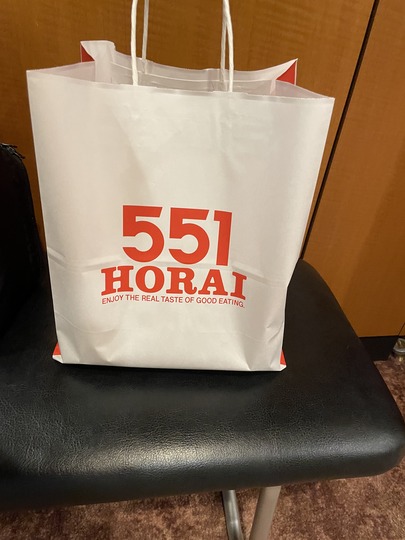 551
HORAI
ENJOY THE REAL TASTE OF GOOD EATING.